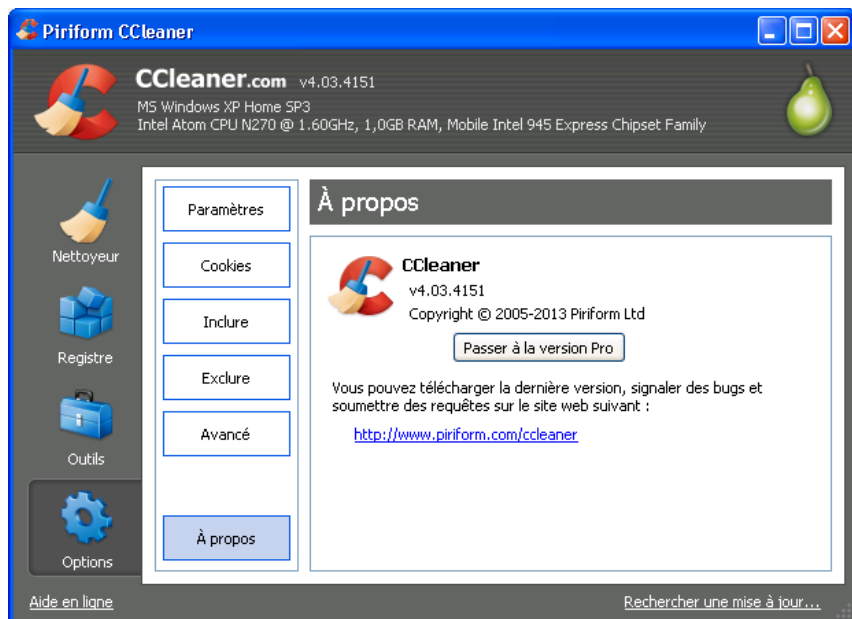 Piriform CCleaner
CCleaner.com v4.03.4151
MS Windows XP Home SP3
Intel Atom CPU N270 @ 1.60GHz, 1,0GB RAM, Mobile Intel 945 Express Chipset Family
Nettoyeur
Registre
Outils
Options
Paramètres
Cookies
Inclure
Exclure
Avancé
À propos
À propos
CCleaner
v4.03.4151
Copyright © 2005-2013 Piriform Ltd
Passer à la version Pro
Vous pouvez télécharger la dernière version, signaler des bugs et
soumettre des requêtes sur le site web suivant :
http://www.piriform.com/ccleaner
Aide en ligne
Rechercher une mise à jour...